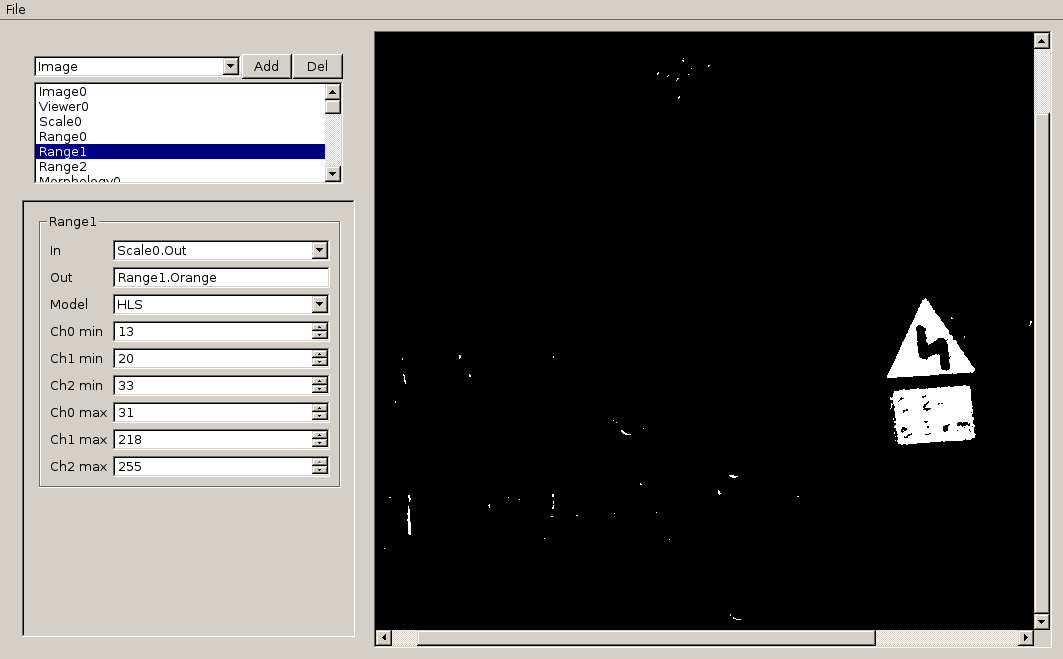 File
Image
Add
Del
Image0
Viewer0
Scale0
Range0
Range1
Range2
Morphology0
Range1
In Scale0.Out
Out Range1.Orange
Model HLS
Ch0 min 13
Ch1 min 20
Ch2 min 33
Ch0 max 31
Ch1 max 218
Ch2 max 255